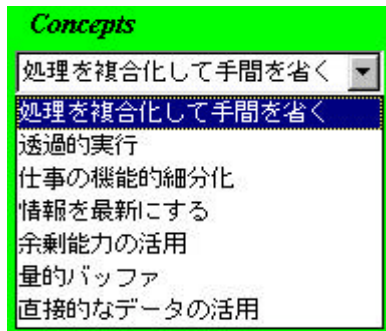 Concepts
処理を複合化して手間を省く
処理を複合化して手間を省く
透過的実行
仕事の機能的細分化
情報を最新にする
余剰能力の活用
量的バッファ
直接的なデータの活用